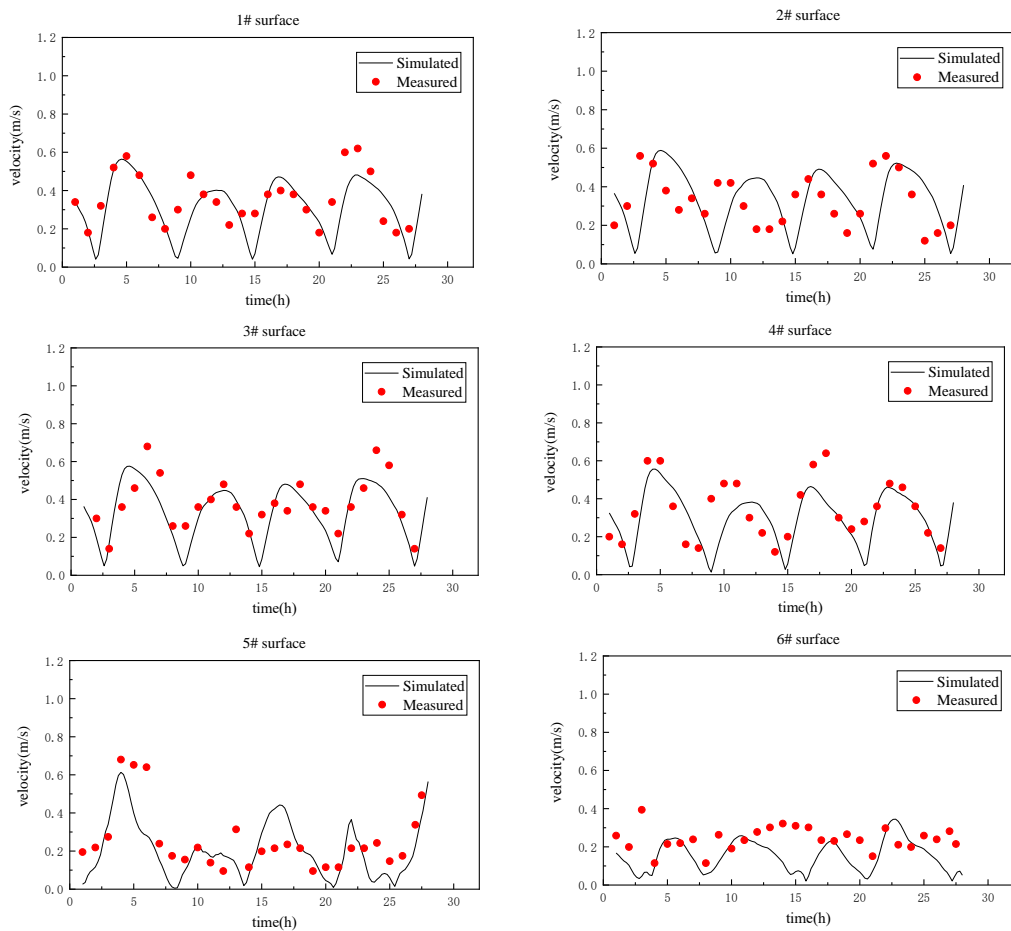 1# surface
1.2
1.0
0.8
0.6
0.4
0.2
0.0
velocity(m/s)
Simulated
Measured
0 5 10 15 20 25 30
time(h)
2# surface
1.2
1.0
0.8
0.6
0.4
0.2
0.0
velocity(m/s)
Simulated
Measured
0 5 10 15 20 25 30
time(h)
3# surface
1.2
1.0
0.8
0.6
0.4
0.2
0.0
velocity(m/s)
Simulated
Measured
0 5 10 15 20 25 30
time(h)
4# surface
1.2
1.0
0.8
0.6
0.4
0.2
0.0
velocity(m/s)
Simulated
Measured
0 5 10 15 20 25 30
time(h)
5# surface
1.2
1.0
0.8
0.6
0.4
0.2
0.0
velocity(m/s)
Simulated
Measured
0 5 10 15 20 25 30
time(h)
6# surface
1.2
1.0
0.8
0.6
0.4
0.2
0.0
velocity(m/s)
Simulated
Measured
0 5 10 15 20 25 30
time(h)